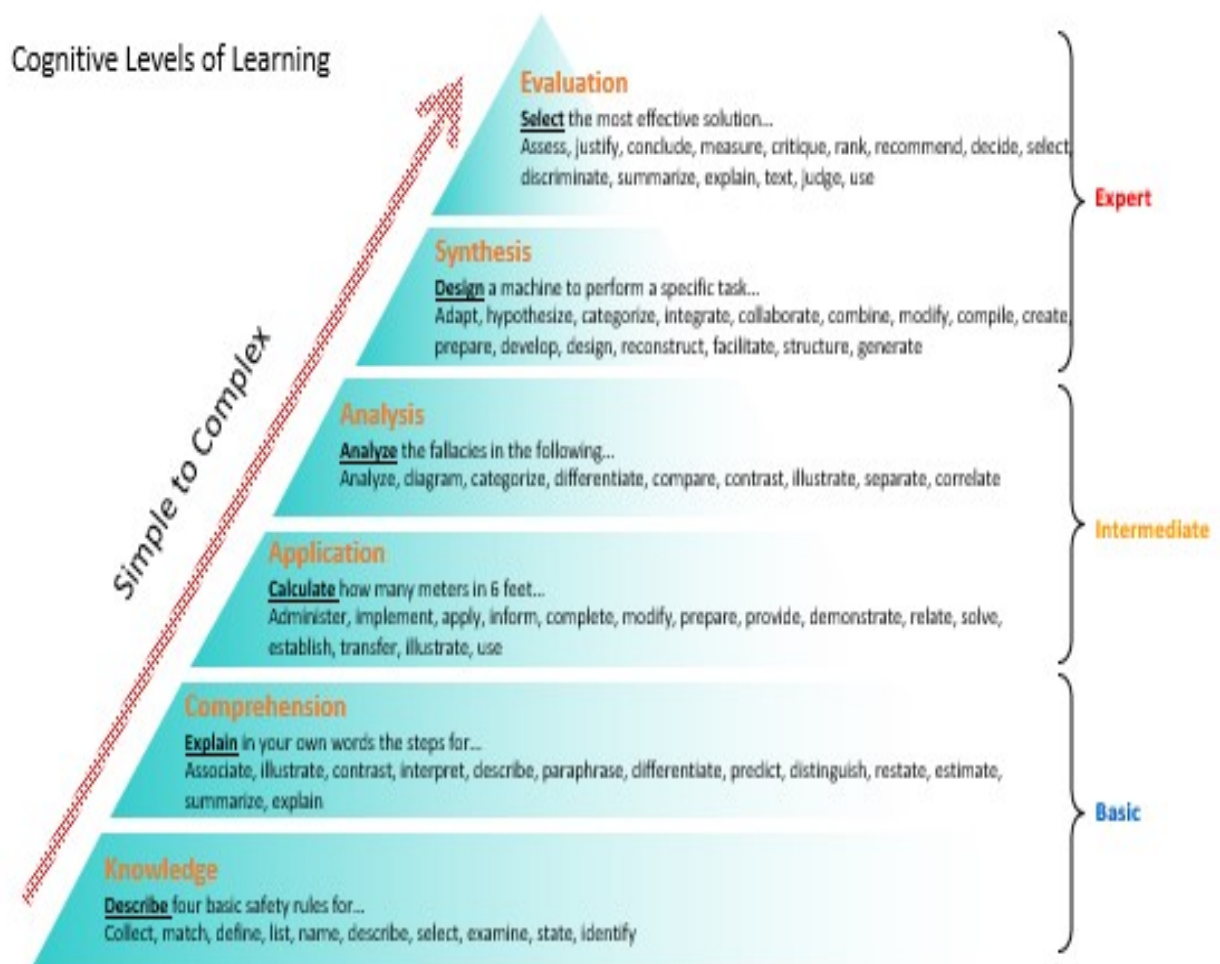 Cognitive Levels of Learning
Evaluation
Select the most effective solution...
Assess, justify, conclude, measure, critique, rank, recommend, decide, select,
discriminate, summarize, explain, text, judge, use
Expert
Synthesis
Design a machine to perform a specific task...
Adapt, hypothesize, categorize, integrate, collaborate, combine, modify, compile, create,
prepare, develop, design, reconstruct, facilitate, structure, generate
Simple to Complex
Analysis
Analyze the fallacies in the following...
Analyze, diagram, categorize, differentiate, compare, contrast, illustrate, separate, correlate
Intermediate
Application
Calculate how many meters in 6 feet...
Administer, implement, apply, inform, complete, modify, prepare, provide, demonstrate, relate, solve,
establish, transfer, illustrate, use
Comprehension
Explain in your own words the steps for...
Associate, illustrate, contrast, interpret, describe, paraphrase, differentiate, predict, distinguish, restate, estimate,
summarize, explain
Basic
Knowledge
Describe four basic safety rules for...
Collect, match, define, list, name, describe, select, examine, state, identify